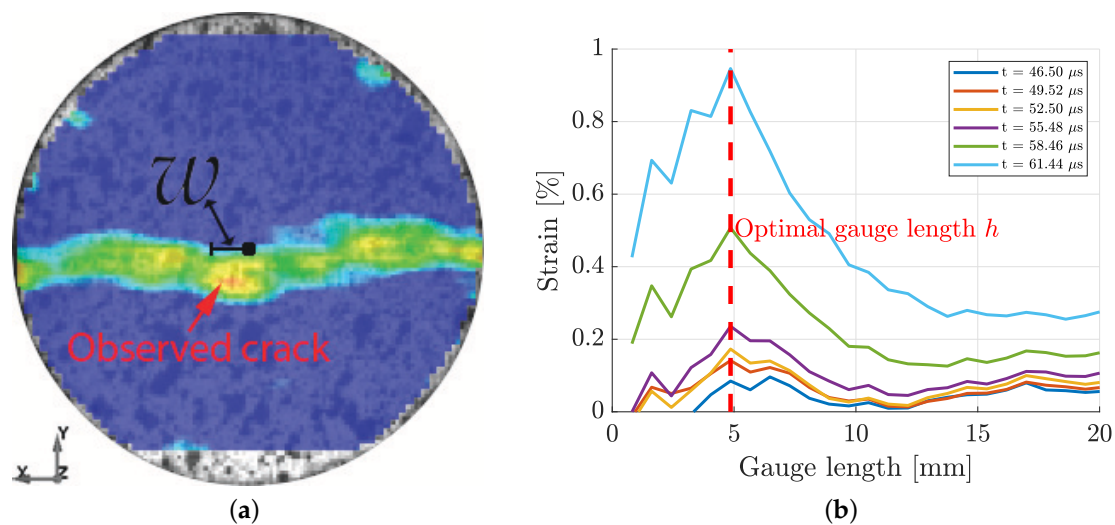 w
Observed crack
Y
X
Z
(a)
1
0.8
0.6
0.4
0.2
0
0
5
10
15
20
Strain [%]
Gauge length [mm]
t = 46.50 μs
t = 49.52 μs
t = 52.50 μs
t = 55.48 μs
t = 58.46 μs
t = 61.44 μs
Optimal gauge length h
(b)